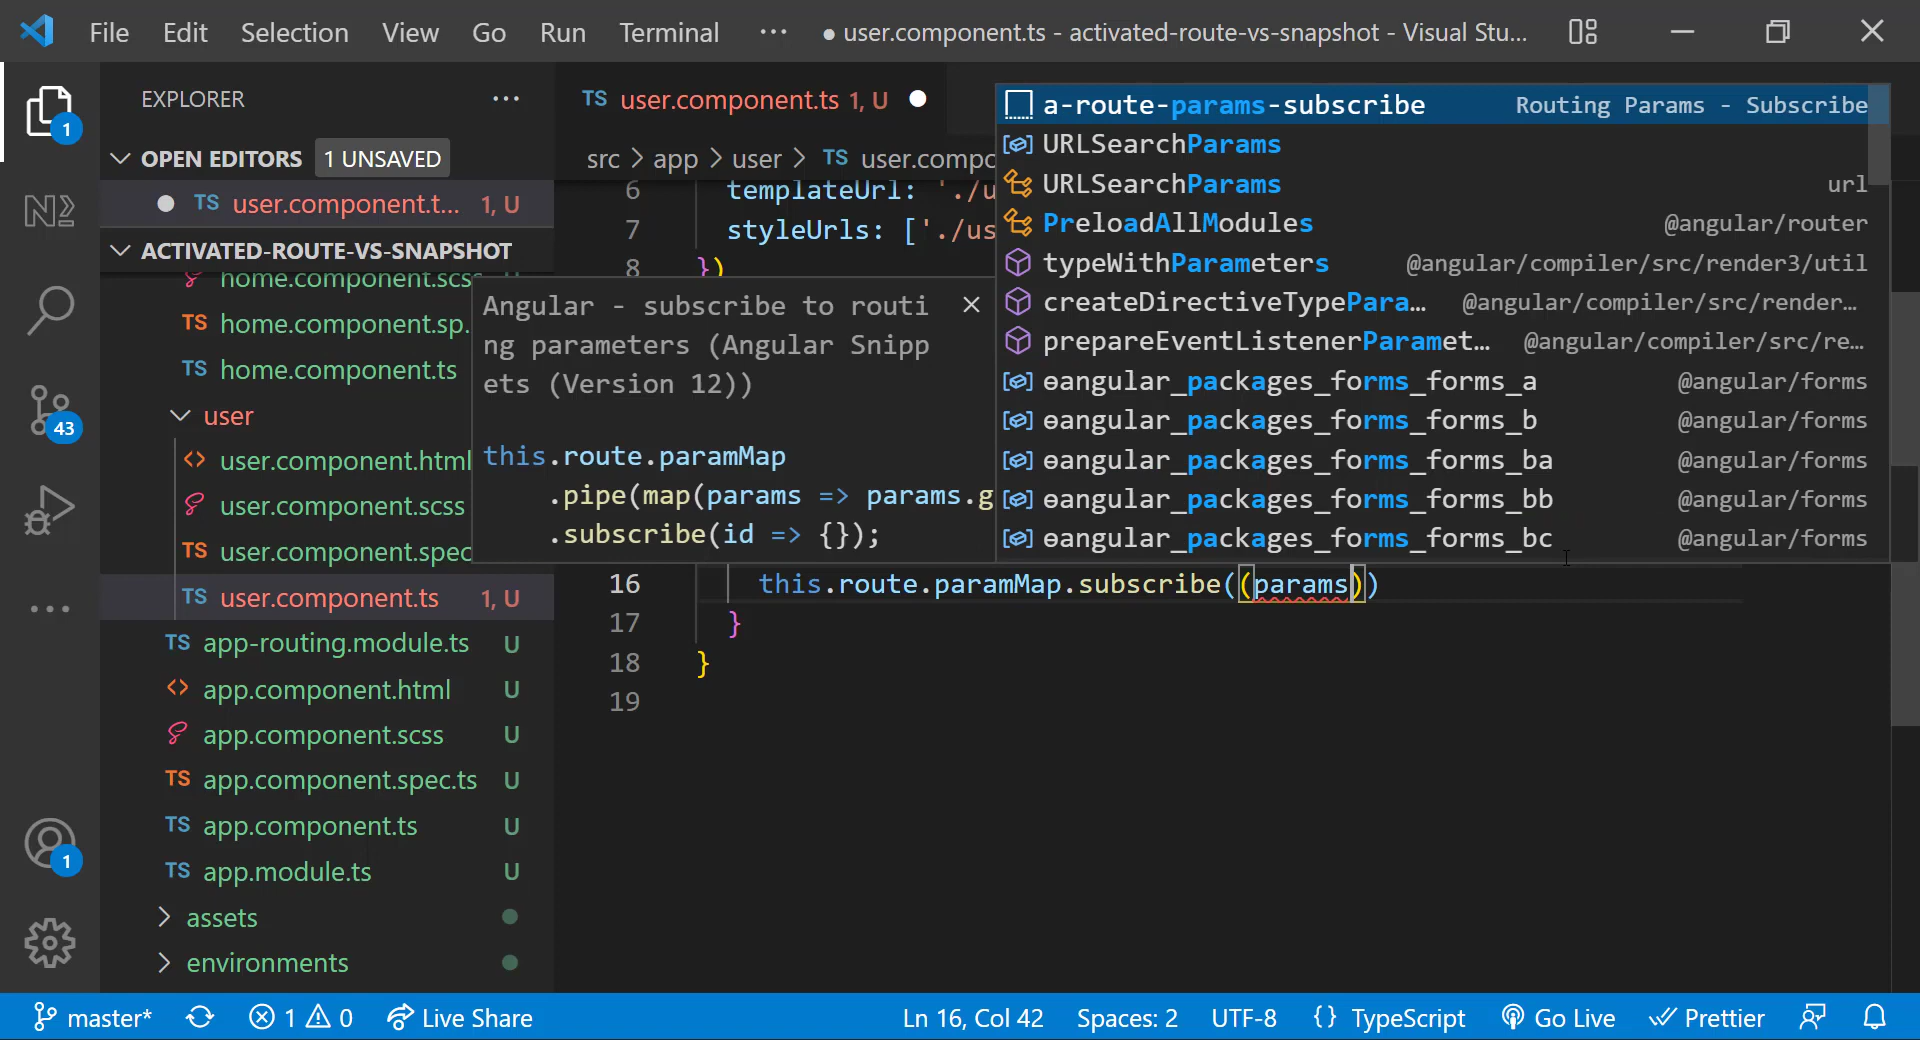 File Edit Selection View Go Run Terminal ··· ● user.component.ts - activated-route-vs-snapshot - Visual Stu...
EXPLORER ···
1
OPEN EDITORS 1 UNSAVED
● TS user.component.t... 1, U
ACTIVATED-ROUTE-VS-SNAPSHOT
home.component.scss U
TS home.component.sp.
TS home.component.ts
user
43
<> user.component.html
user.component.scss
TS user.component.spec
TS user.component.ts 1, U
TS app-routing.module.ts U
<> app.component.html U
app.component.scss U
TS app.component.spec.ts U
TS app.component.ts U
TS app.module.ts U
1
> assets
> environments
TS user.component.ts 1, U ●
src > app > user > TS user.compo
6 templateUrl: './u
7 styleUrls: ['./us
8 })
Angular - subscribe to routi
ng parameters (Angular Snipp
ets (Version 12))
this.route.paramMap
.pipe(map(params => params.g
.subscribe(id => {});
a-route-params-subscribe Routing Params - Subscribe
URLSearchParams
URLSearchParams url
PreloadAllModules @angular/router
typeWithParameters @angular/compiler/src/render3/util
createDirectiveTypePara… @angular/compiler/src/render…
prepareEventListenerParamet… @angular/compiler/src/re…
ɵangular_packages_forms_forms_a @angular/forms
ɵangular_packages_forms_forms_b @angular/forms
ɵangular_packages_forms_forms_ba @angular/forms
ɵangular_packages_forms_forms_bb @angular/forms
ɵangular_packages_forms_forms_bc @angular/forms
16 this.route.paramMap.subscribe((params))
17 }
18 }
19
master* 1 0 Live Share Ln 16, Col 42 Spaces: 2 UTF-8 {} TypeScript Go Live Prettier